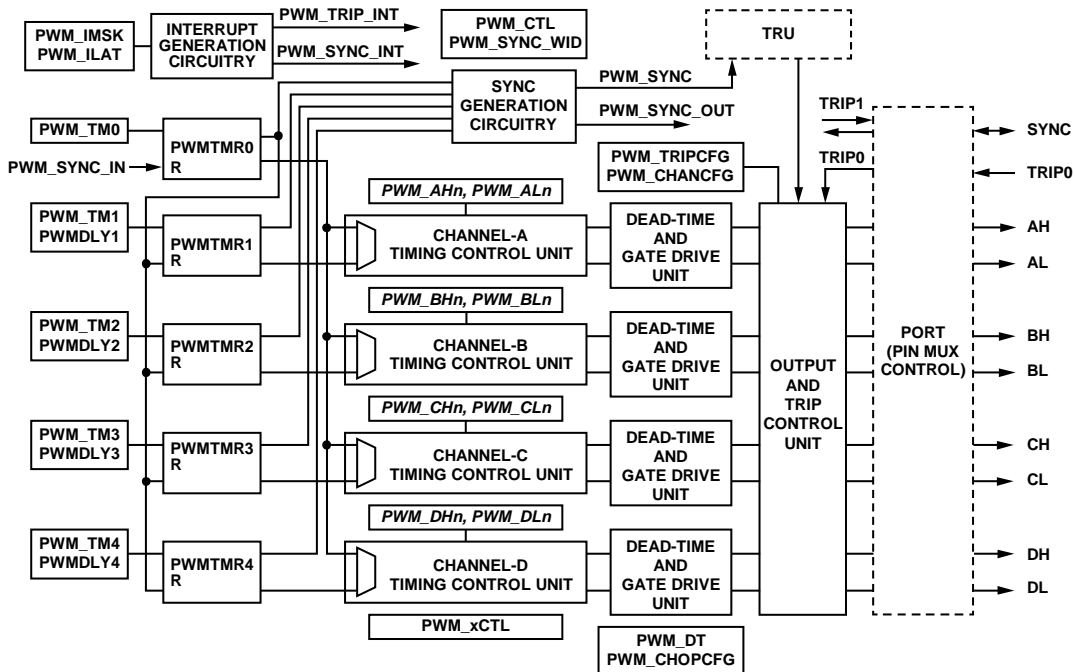 PWM_IMSK
PWM_ILAT
INTERRUPT
GENERATION
CIRCUITRY
PWM_TRIP_INT
PWM_SYNC_INT
PWM_CTL
PWM_SYNC_WID
TRU
SYNC
GENERATION
CIRCUITRY
PWM_SYNC
PWM_SYNC_OUT
PWM_TM0
PWM_SYNC_IN
PWMTMR0
R
PWM_TRIPCFG
PWM_CHANCFG
TRIP1
TRIP0
SYNC
TRIP0
PWM_TM1
PWMDLY1
PWMTMR1
R
PWM_AHn, PWM_ALn
CHANNEL-A
TIMING CONTROL UNIT
DEAD-TIME
AND
GATE DRIVE
UNIT
AH
AL
PWM_TM2
PWMDLY2
PWMTMR2
R
PWM_BHn, PWM_BLn
CHANNEL-B
TIMING CONTROL UNIT
DEAD-TIME
AND
GATE DRIVE
UNIT
OUTPUT
AND
TRIP
CONTROL
UNIT
PORT
(PIN MUX
CONTROL)
BH
BL
PWM_TM3
PWMDLY3
PWMTMR3
R
PWM_CHn, PWM_CLn
CHANNEL-C
TIMING CONTROL UNIT
DEAD-TIME
AND
GATE DRIVE
UNIT
CH
CL
PWM_TM4
PWMDLY4
PWMTMR4
R
PWM_DHn, PWM_DLn
CHANNEL-D
TIMING CONTROL UNIT
DEAD-TIME
AND
GATE DRIVE
UNIT
DH
DL
PWM_xCTL
PWM_DT
PWM_CHOPCFG